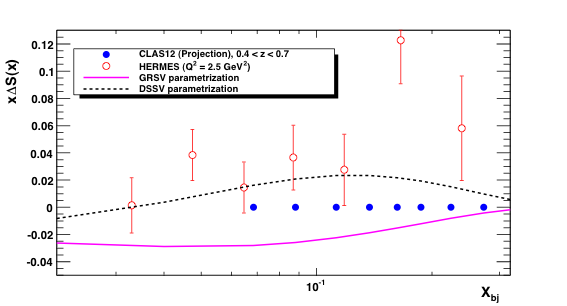 0.12
CLAS12 (Projection), 0.4 < z < 0.7
HERMES (Q² = 2.5 GeV²)
0.1
GRSV parametrization
DSSV parametrization
0.08
0.06
0.04
0.02
0
-0.02
-0.04
xΔS(x)
10⁻¹
X_bj